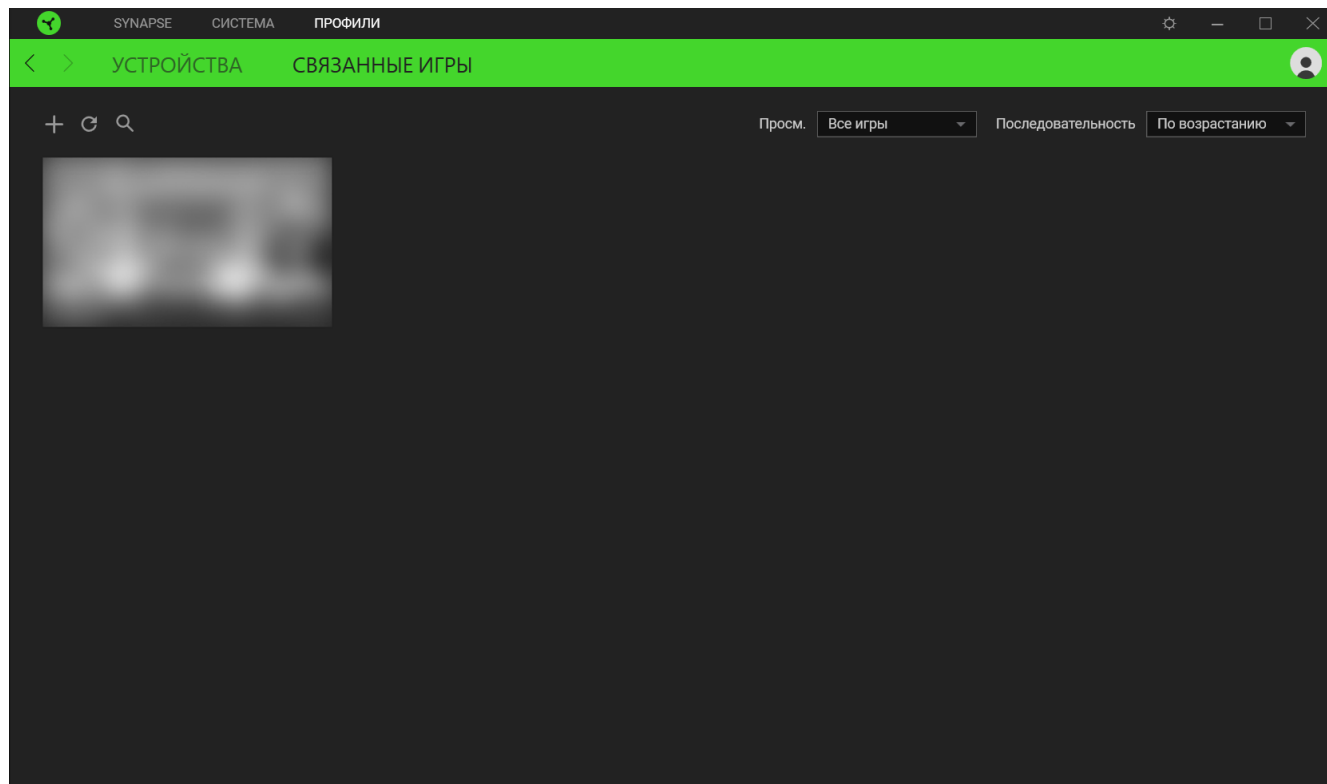 SYNAPSE СИСТЕМА ПРОФИЛИ
УСТРОЙСТВА СВЯЗАННЫЕ ИГРЫ
Просм. Все игры Последовательность По возрастанию